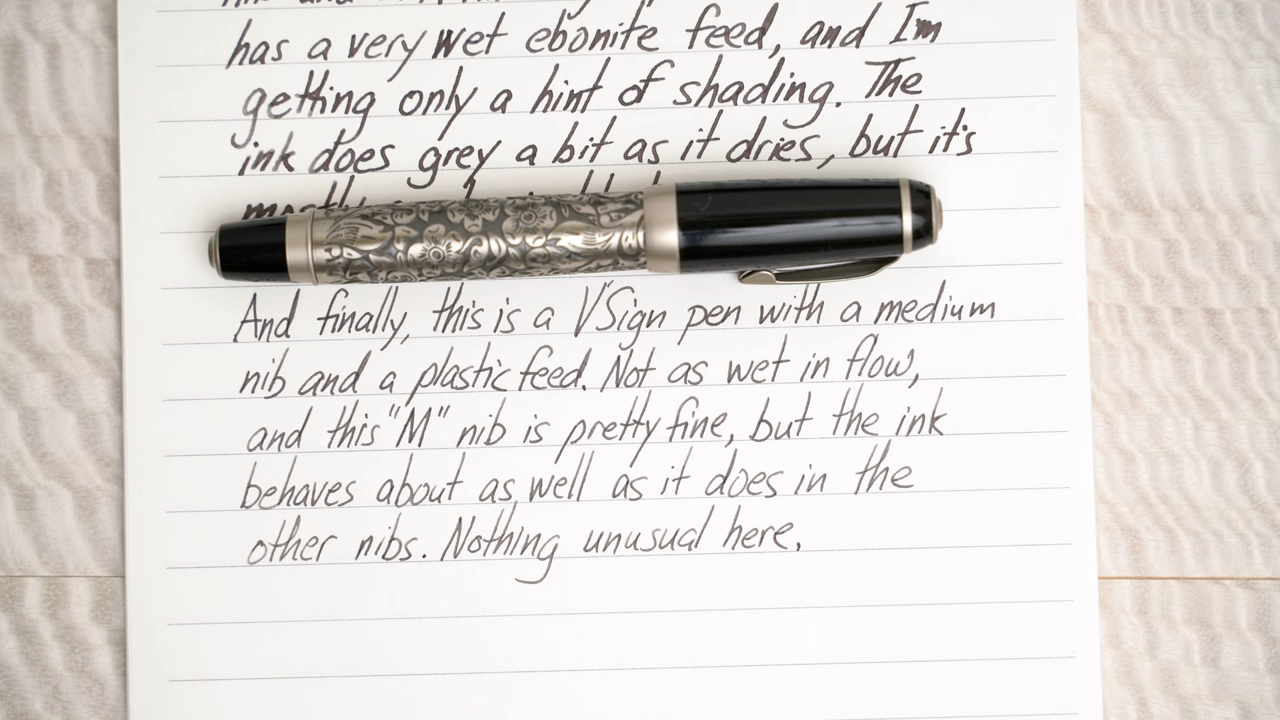 has a very wet ebonite feed, and I'm
getting only a hint of shading. The
ink does grey a bit as it dries, but it's
mostly
And finally, this is a V'Sign pen with a medium
nib and a plastic feed. Not as wet in flow,
and this "M" nib is pretty fine, but the ink
behaves about as well as it does in the
other nibs. Nothing unusual here.